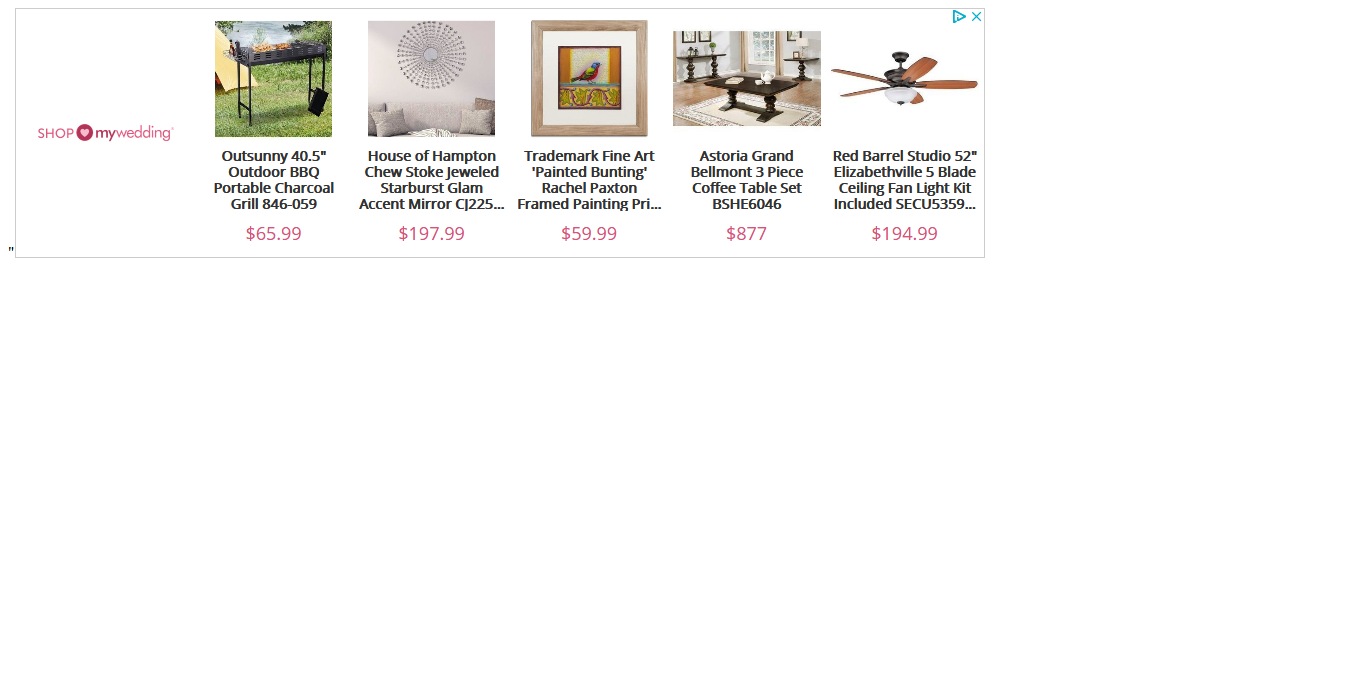 SHOP mywedding
Outsunny 40.5"
Outdoor BBQ
Portable Charcoal
Grill 846-059
$65.99
House of Hampton
Chew Stoke Jeweled
Starburst Glam
Accent Mirror CJ225...
$197.99
Trademark Fine Art
'Painted Bunting'
Rachel Paxton
Framed Painting Pri...
$59.99
Astoria Grand
Bellmont 3 Piece
Coffee Table Set
BSHE6046
$877
Red Barrel Studio 52"
Elizabethville 5 Blade
Ceiling Fan Light Kit
Included SECU5359...
$194.99
"